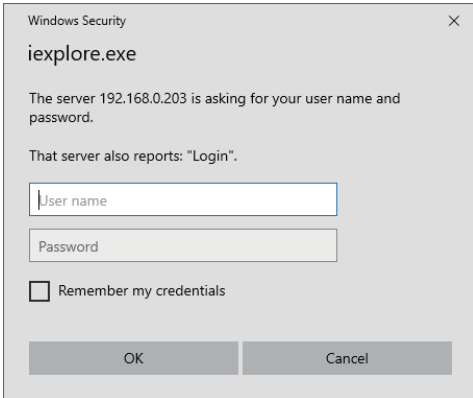 Windows Security
iexplore.exe
The server 192.168.0.203 is asking for your user name and
password.
That server also reports: "Login".
User name
Password
Remember my credentials
OK
Cancel